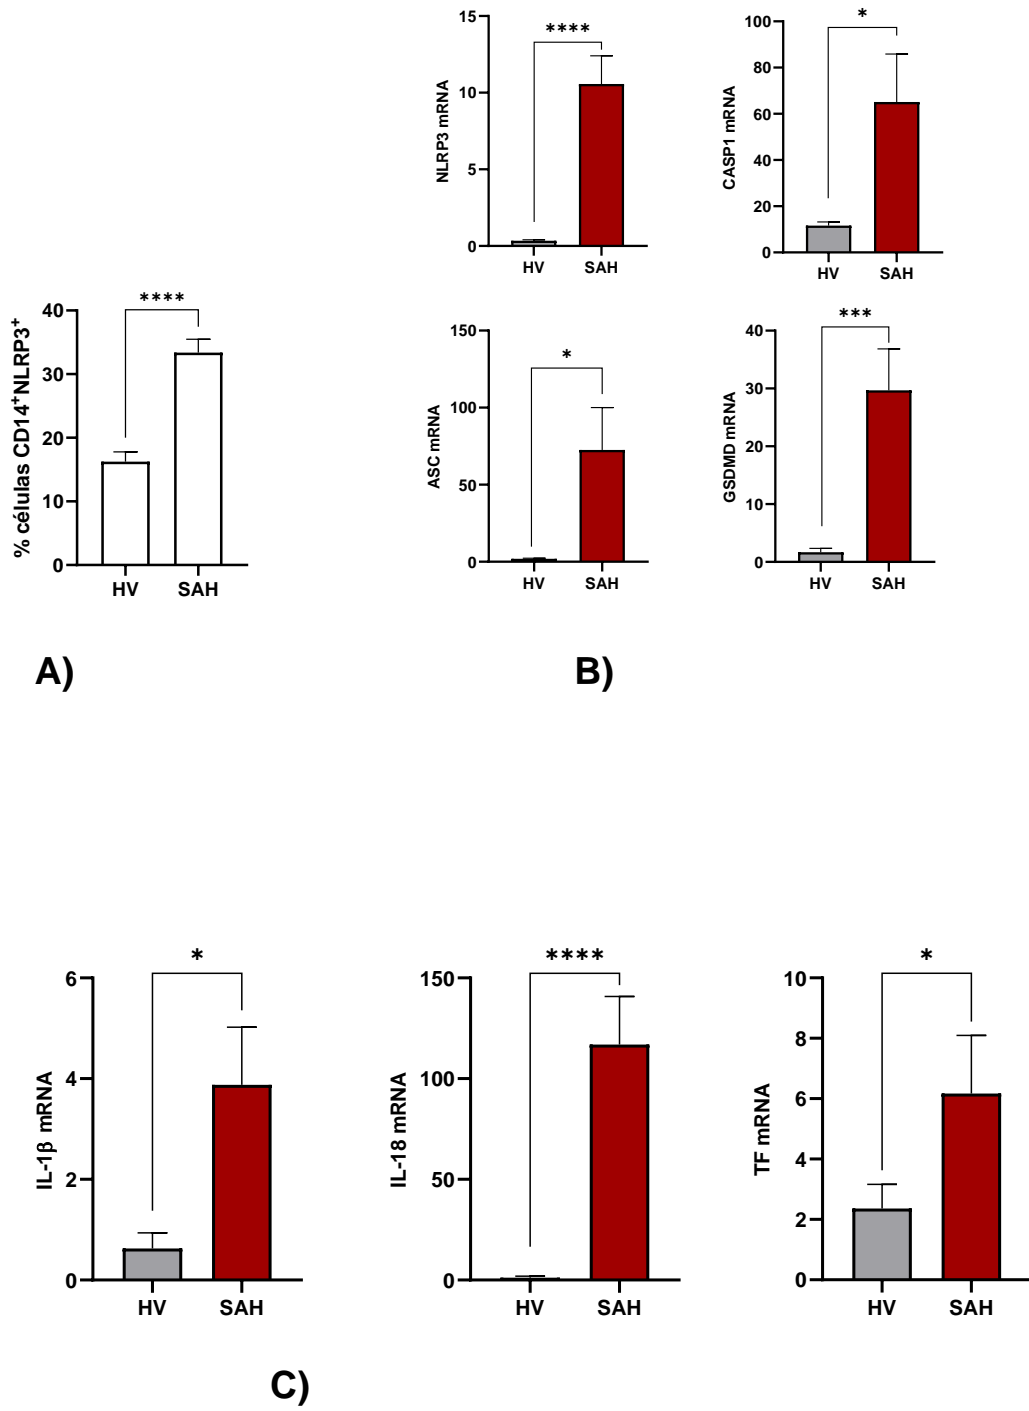 15
10
5
0
NLRP3 mRNA
****
HV
SAH
100
80
60
40
20
0
CASP1 mRNA
*
HV
SAH
40
30
20
10
0
% células CD14⁺NLRP3⁺
****
HV
SAH
150
100
50
0
ASC mRNA
*
HV
SAH
40
30
20
10
0
GSDMD mRNA
***
HV
SAH
A)
B)
6
4
2
0
IL-1β mRNA
*
HV
SAH
150
100
50
0
IL-18 mRNA
****
HV
SAH
10
8
6
4
2
0
TF mRNA
*
HV
SAH
C)